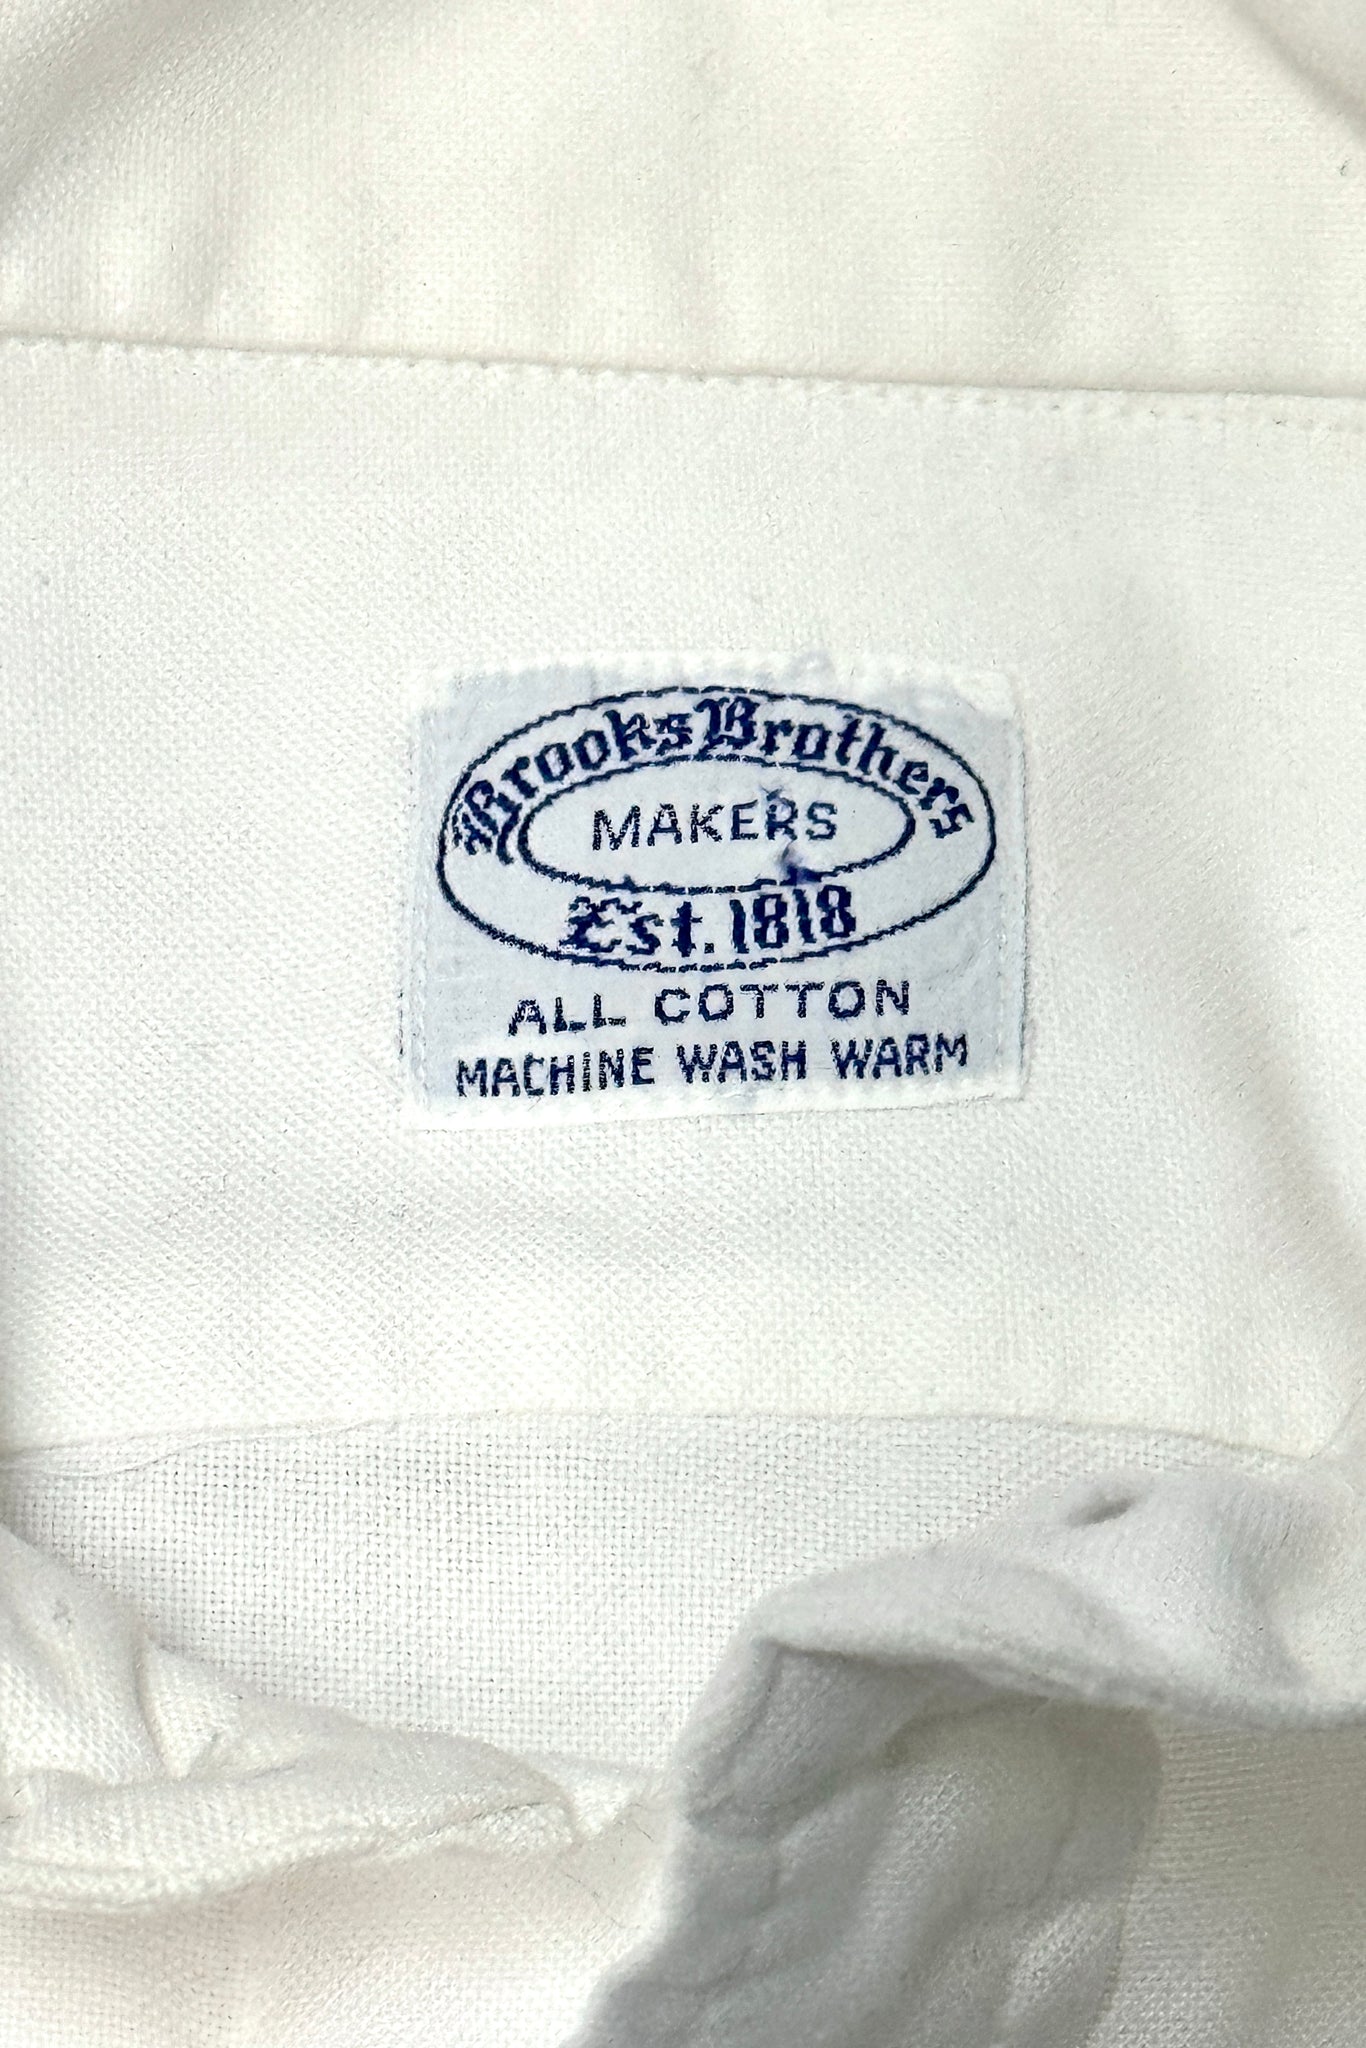 Brooks Brothers
MAKERS
Est. 1818
ALL COTTON
MACHINE WASH WARM